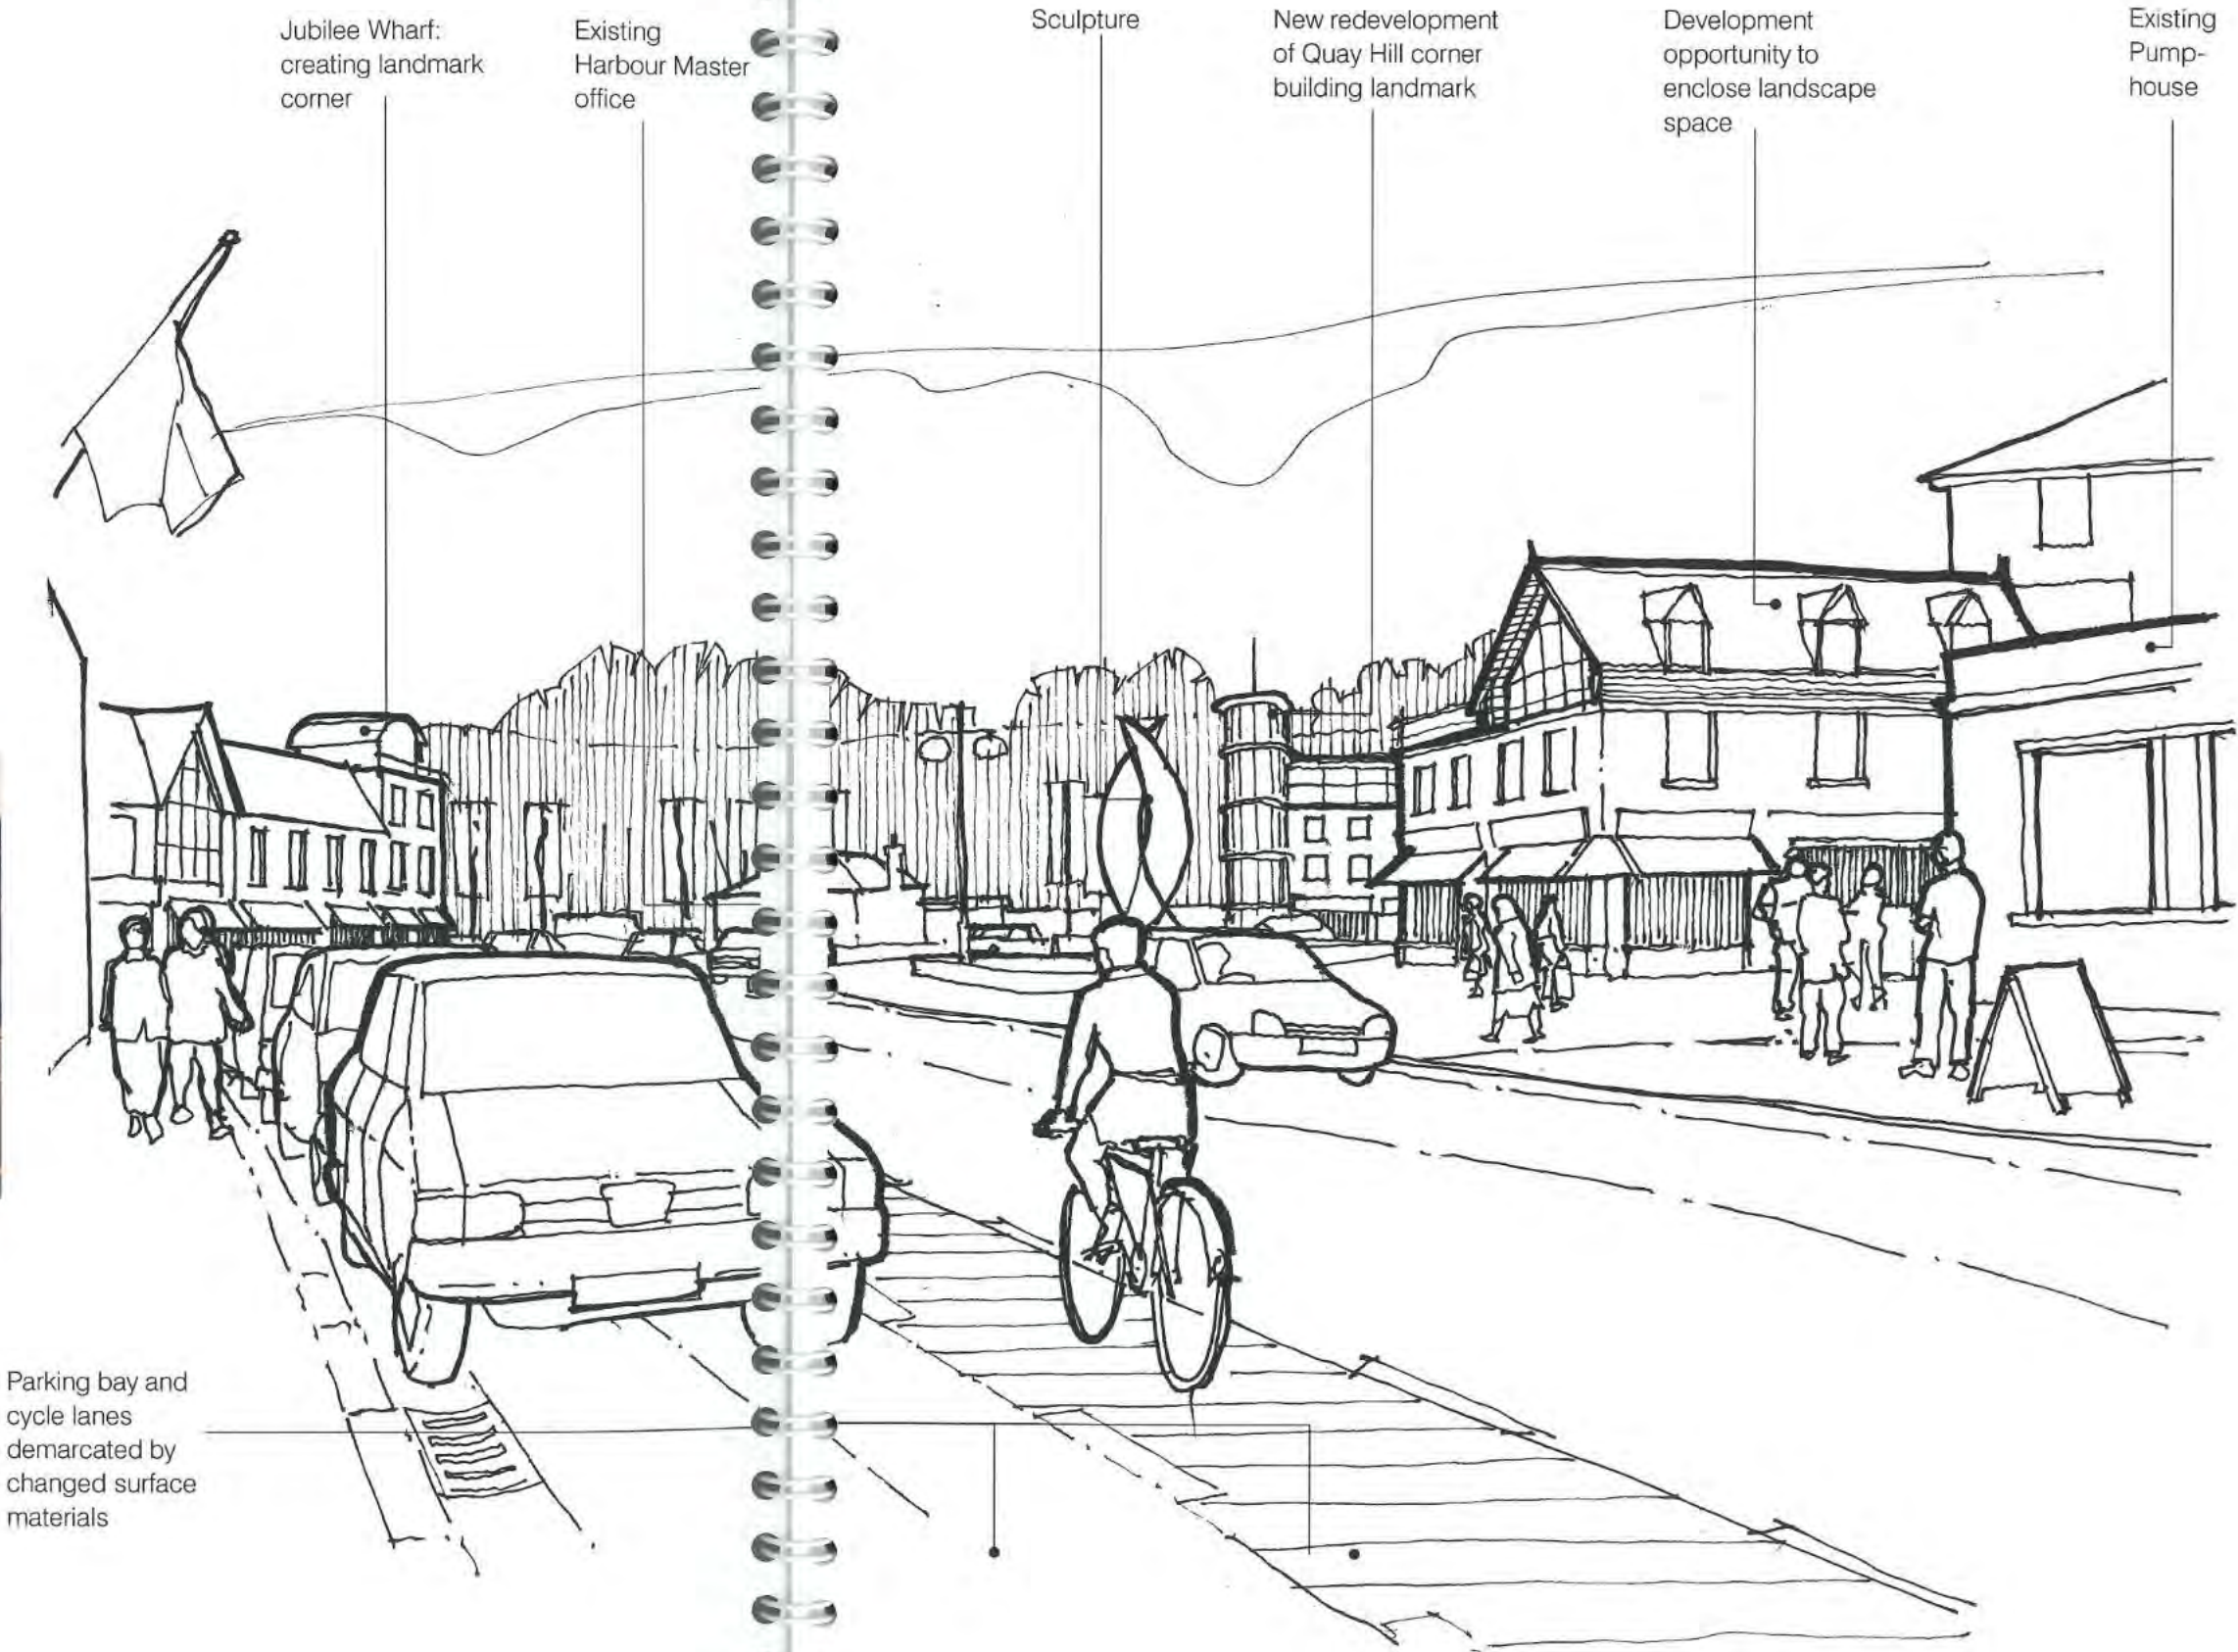 Jubilee Wharf:
creating landmark
corner
Existing
Harbour Master
office
Sculpture
New redevelopment
of Quay Hill corner
building landmark
Development
opportunity to
enclose landscape
space
Existing
Pump-
house
Parking bay and
cycle lanes
demarcated by
changed surface
materials